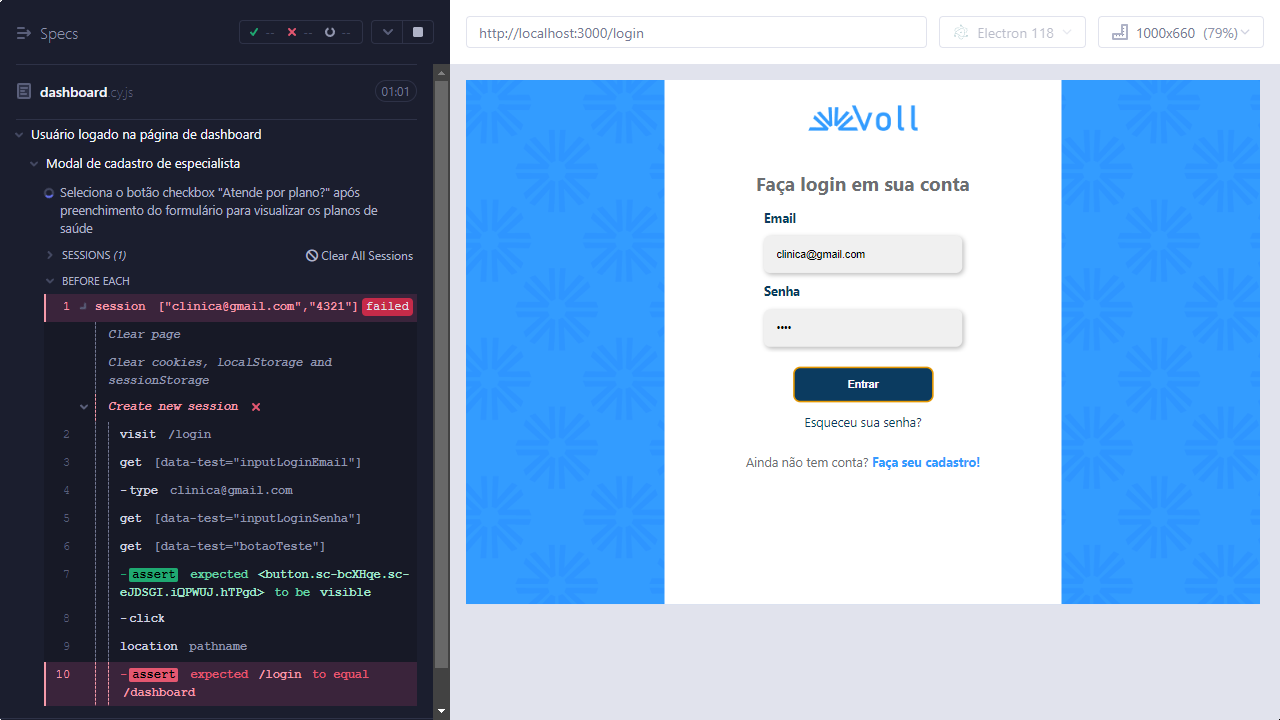 Specs
-- -- --
http://localhost:3000/login
Electron 118
1000x660 (79%)
dashboard.cy.js
01:01
Usuário logado na página de dashboard
Modal de cadastro de especialista
Seleciona o botão checkbox "Atende por plano?" após
preenchimento do formulário para visualizar os planos de
saúde
SESSIONS (1)
Clear All Sessions
BEFORE EACH
1 session ["clinica@gmail.com","4321"] failed
Clear page
Clear cookies, localStorage and
sessionStorage
Create new session
2 visit /login
3 get [data-test="inputLoginEmail"]
4 -type clinica@gmail.com
5 get [data-test="inputLoginSenha"]
6 get [data-test="botaoTeste"]
7 -assert expected <button.sc-bcXHqe.sc-
eJDSGI.iQPWUJ.hTPgd> to be visible
8 -click
9 location pathname
10 -assert expected /login to equal
/dashboard
Voll
Faça login em sua conta
Email
clinica@gmail.com
Senha
••••
Entrar
Esqueceu sua senha?
Ainda não tem conta? Faça seu cadastro!